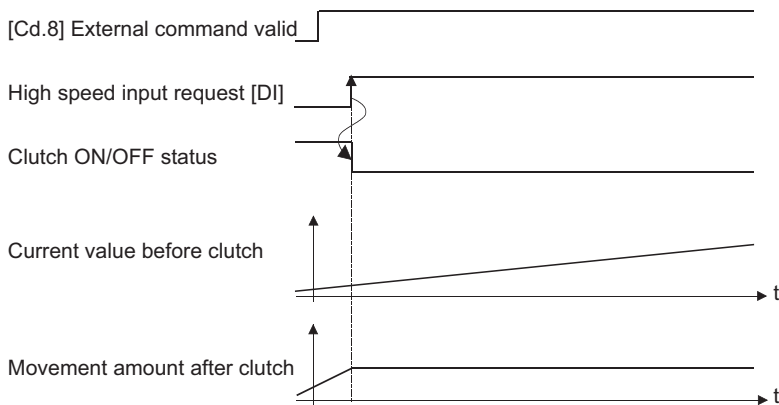 [Cd.8] External command valid
High speed input request [DI]
Clutch ON/OFF status
Current value before clutch
t
Movement amount after clutch
t